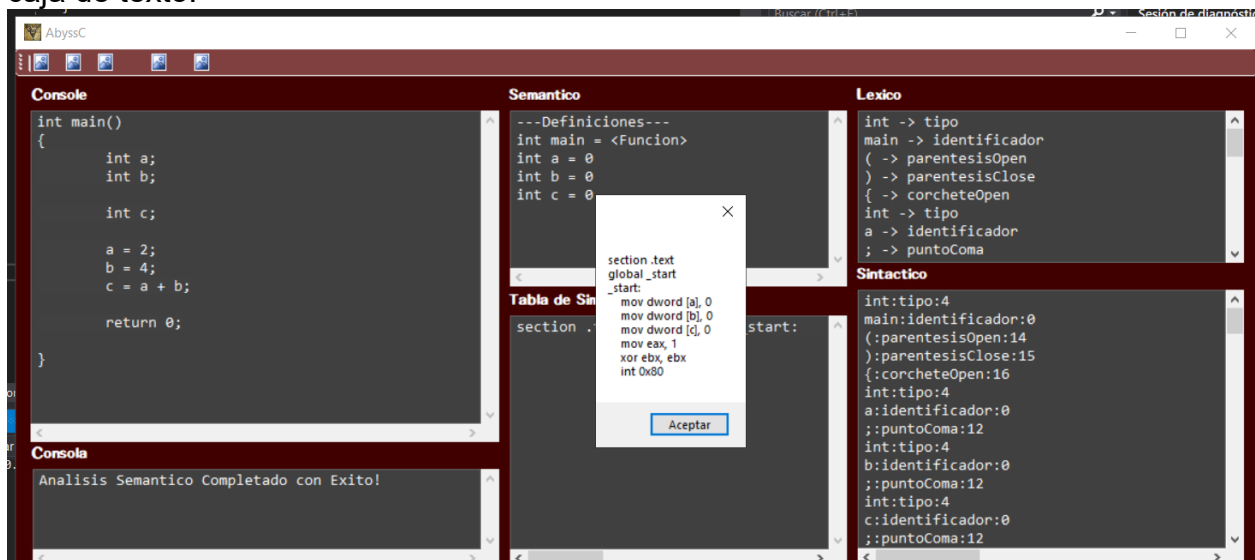 caja de texto.
Buscar (Ctrl+E)
Sesión de diagnósti
AbyssC
Console
int main()
{
int a;
int b;
int c;
a = 2;
b = 4;
c = a + b;
return 0;
}
Consola
Analisis Semantico Completado con Exito!
Semantico
---Definiciones---
int main = <Funcion>
int a = 0
int b = 0
int c = 0
Tabla de Sim
section .
start:
section .text
global _start
_start:
mov dword [a], 0
mov dword [b], 0
mov dword [c], 0
mov eax, 1
xor ebx, ebx
int 0x80
Aceptar
Lexico
int -> tipo
main -> identificador
( -> parentesisOpen
) -> parentesisClose
{ -> corcheteOpen
int -> tipo
a -> identificador
; -> puntoComa
Sintactico
int:tipo:4
main:identificador:0
(:parentesisOpen:14
):parentesisClose:15
{:corcheteOpen:16
int:tipo:4
a:identificador:0
;:puntoComa:12
int:tipo:4
b:identificador:0
;:puntoComa:12
int:tipo:4
c:identificador:0
;:puntoComa:12